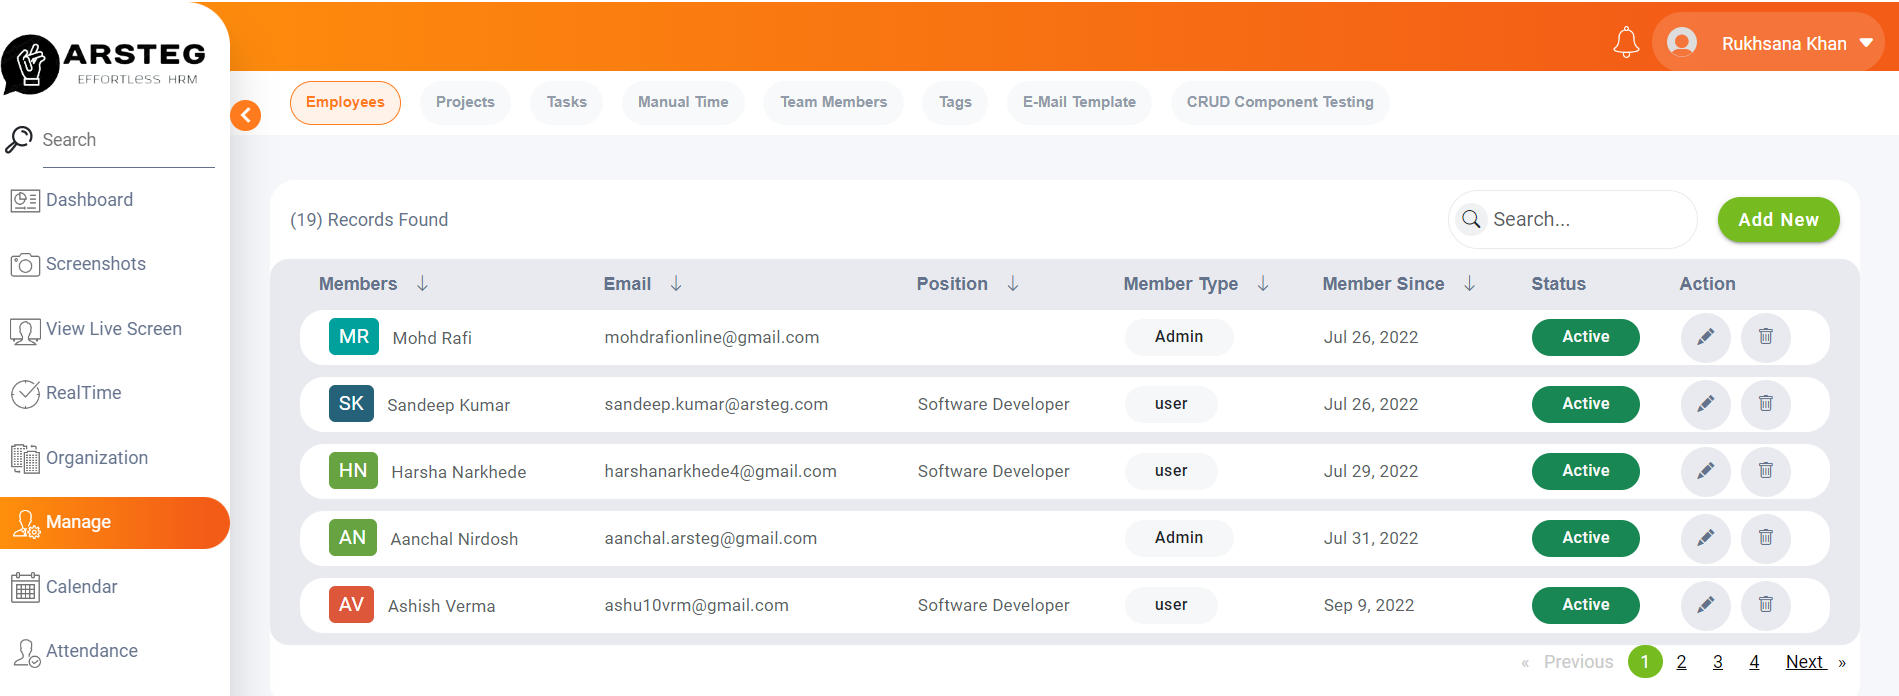 ARSTEG
EFFORTLESS HRM
Rukhsana Khan
Search
Dashboard
Screenshots
View Live Screen
RealTime
Organization
Manage
Calendar
Attendance
Employees Projects Tasks Manual Time Team Members Tags E-Mail Template CRUD Component Testing
(19) Records Found Search... Add New
Members ↓ Email ↓ Position ↓ Member Type ↓ Member Since ↓ Status Action
MR Mohd Rafi mohdrafionline@gmail.com Admin Jul 26, 2022 Active
SK Sandeep Kumar sandeep.kumar@arsteg.com Software Developer user Jul 26, 2022 Active
HN Harsha Narkhede harshanarkhede4@gmail.com Software Developer user Jul 29, 2022 Active
AN Aanchal Nirdosh aanchal.arsteg@gmail.com Admin Jul 31, 2022 Active
AV Ashish Verma ashu10vrm@gmail.com Software Developer user Sep 9, 2022 Active
« Previous 1 2 3 4 Next »